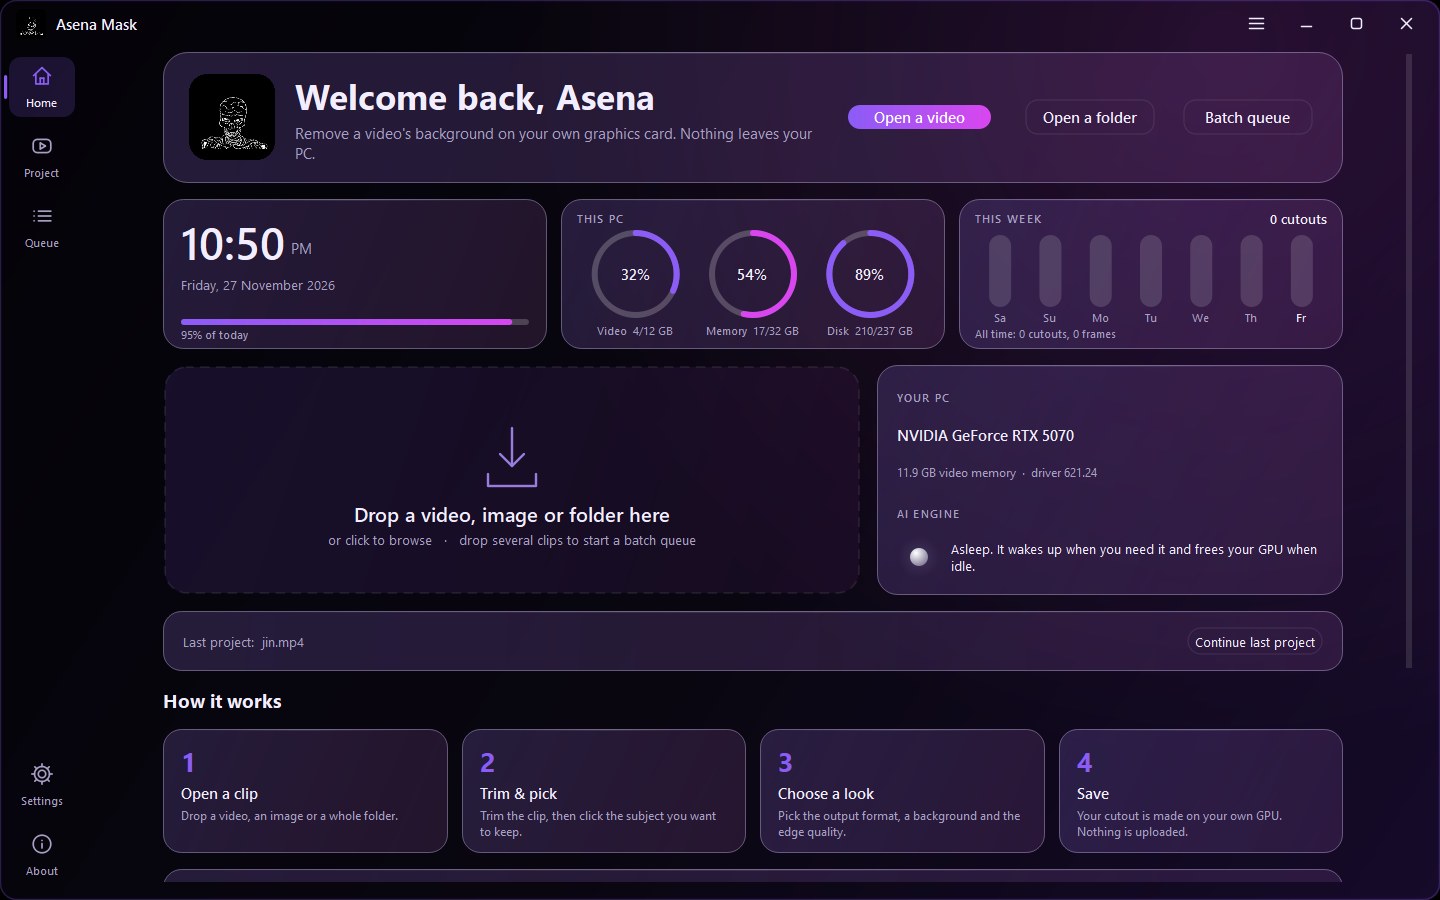 Asena Mask
Home
Project
Queue
Settings
About
Welcome back, Asena
Remove a video's background on your own graphics card. Nothing leaves your
PC.
Open a video
Open a folder
Batch queue
10:50 PM
Friday, 27 November 2026
95% of today
THIS PC
32%
54%
89%
Video 4/12 GB
Memory 17/32 GB
Disk 210/237 GB
THIS WEEK
0 cutouts
Sa Su Mo Tu We Th Fr
All time: 0 cutouts, 0 frames
Drop a video, image or folder here
or click to browse · drop several clips to start a batch queue
YOUR PC
NVIDIA GeForce RTX 5070
11.9 GB video memory · driver 621.24
AI ENGINE
Asleep. It wakes up when you need it and frees your GPU when
idle.
Last project: jin.mp4
Continue last project
How it works
1
Open a clip
Drop a video, an image or a whole folder.
2
Trim & pick
Trim the clip, then click the subject you want
to keep.
3
Choose a look
Pick the output format, a background and the
edge quality.
4
Save
Your cutout is made on your own GPU.
Nothing is uploaded.